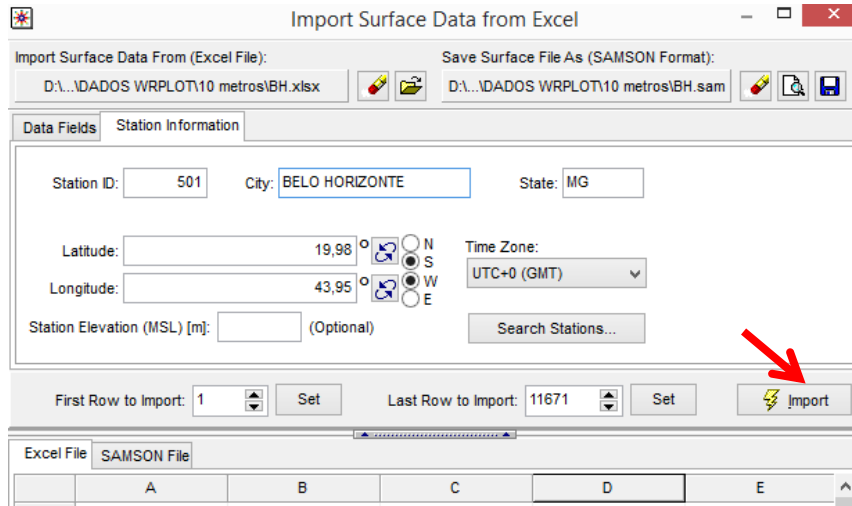 Import Surface Data from Excel
Import Surface Data From (Excel File): Save Surface File As (SAMSON Format):
D:\...\DADOS WRPLOT\10 metros\BH.xlsx D:\...\DADOS WRPLOT\10 metros\BH.sam
Data Fields Station Information
Station ID: 501 City: BELO HORIZONTE State: MG
Latitude: 19,98 º N S Time Zone:
UTC+0 (GMT)
Longitude: 43,95 º W E
Station Elevation (MSL) [m]: (Optional) Search Stations...
First Row to Import: 1 Set Last Row to Import: 11671 Set Import
Excel File SAMSON File
A B C D E